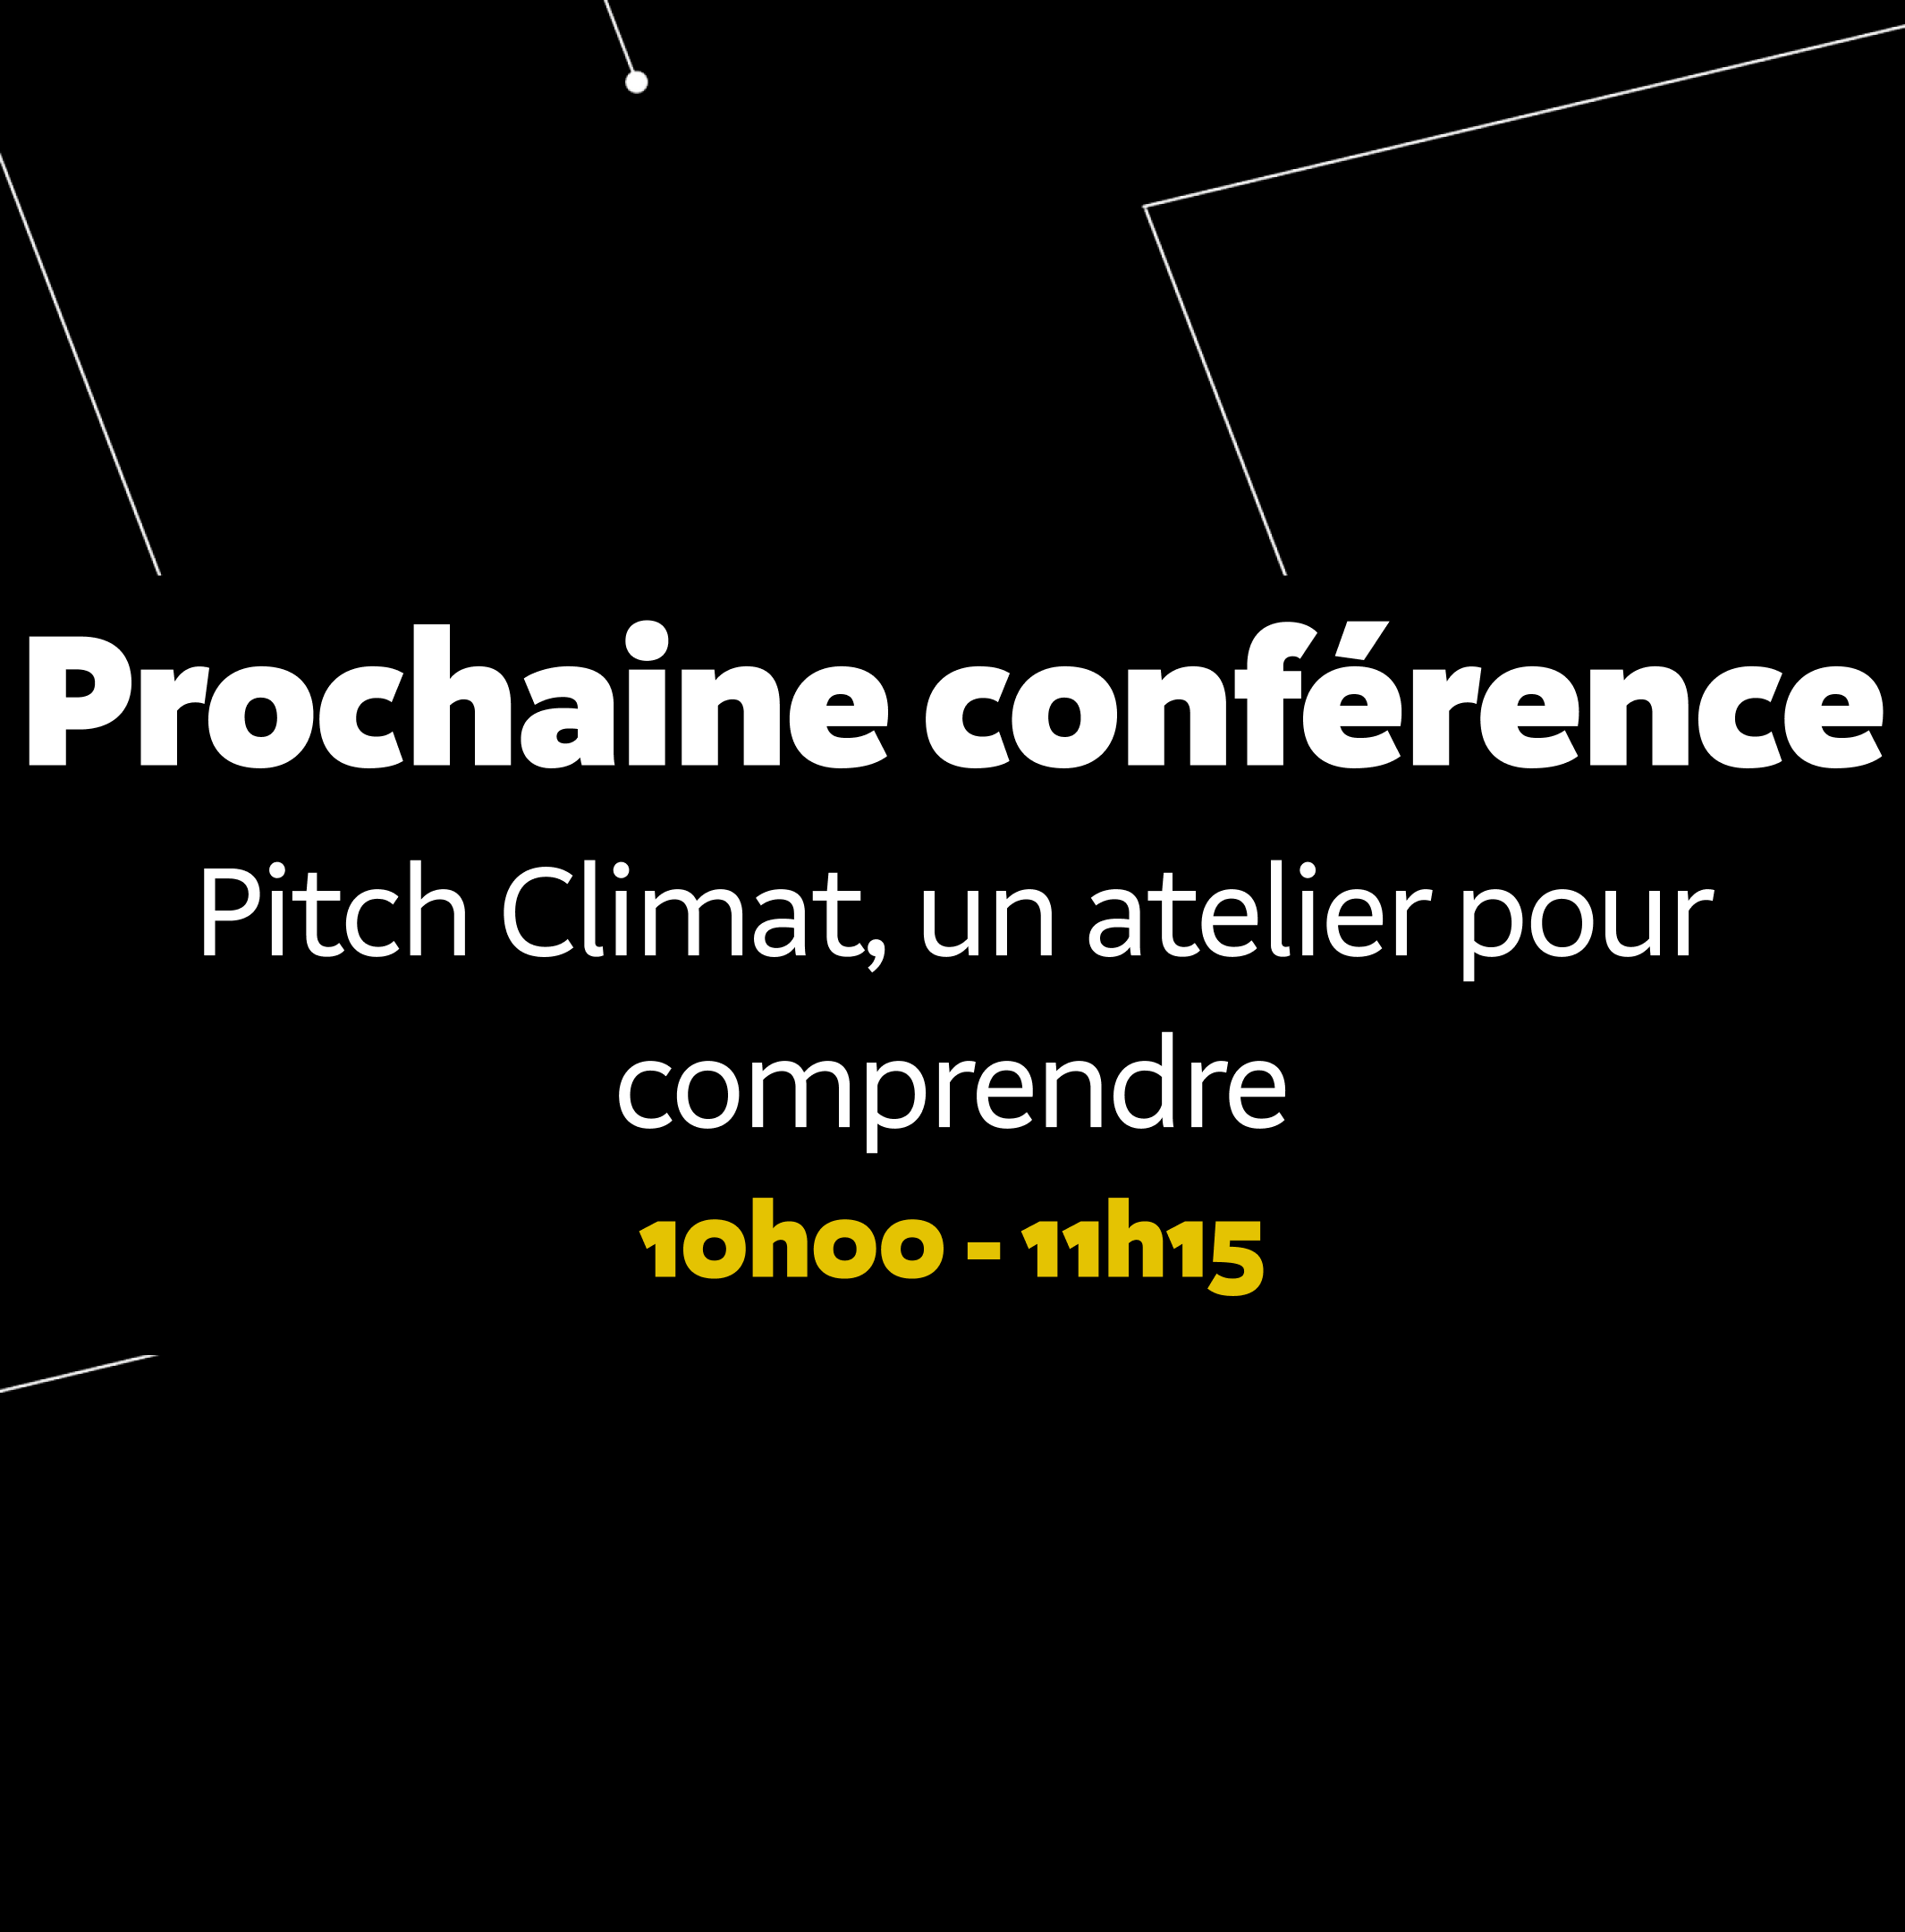 Prochaine conférence
Pitch Climat, un atelier pour
comprendre
10h00 - 11h15